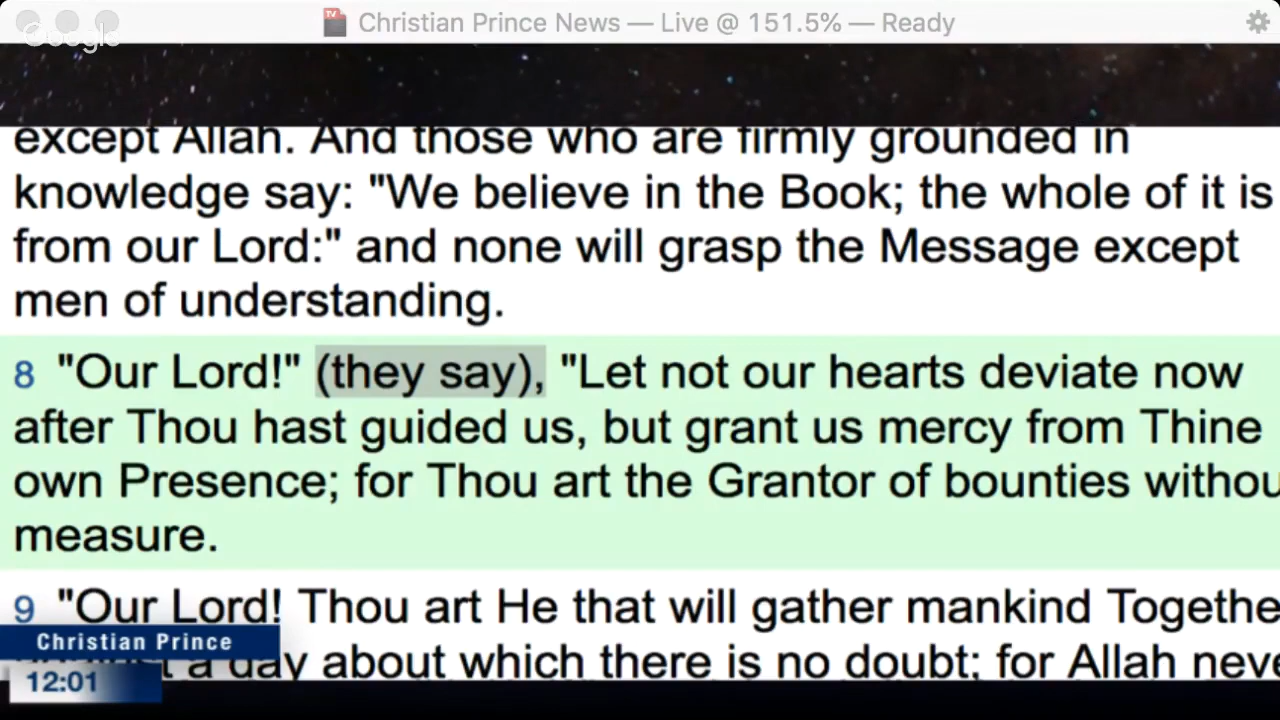 Christian Prince News — Live @ 151.5% — Ready
Google
except Allah. And those who are firmly grounded in
knowledge say: "We believe in the Book; the whole of it is
from our Lord:" and none will grasp the Message except
men of understanding.
8 "Our Lord!" (they say), "Let not our hearts deviate now
after Thou hast guided us, but grant us mercy from Thine
own Presence; for Thou art the Grantor of bounties withou
measure.
9 "Our Lord! Thou art He that will gather mankind Togethe
a day about which there is no doubt; for Allah neve
Christian Prince
12:01